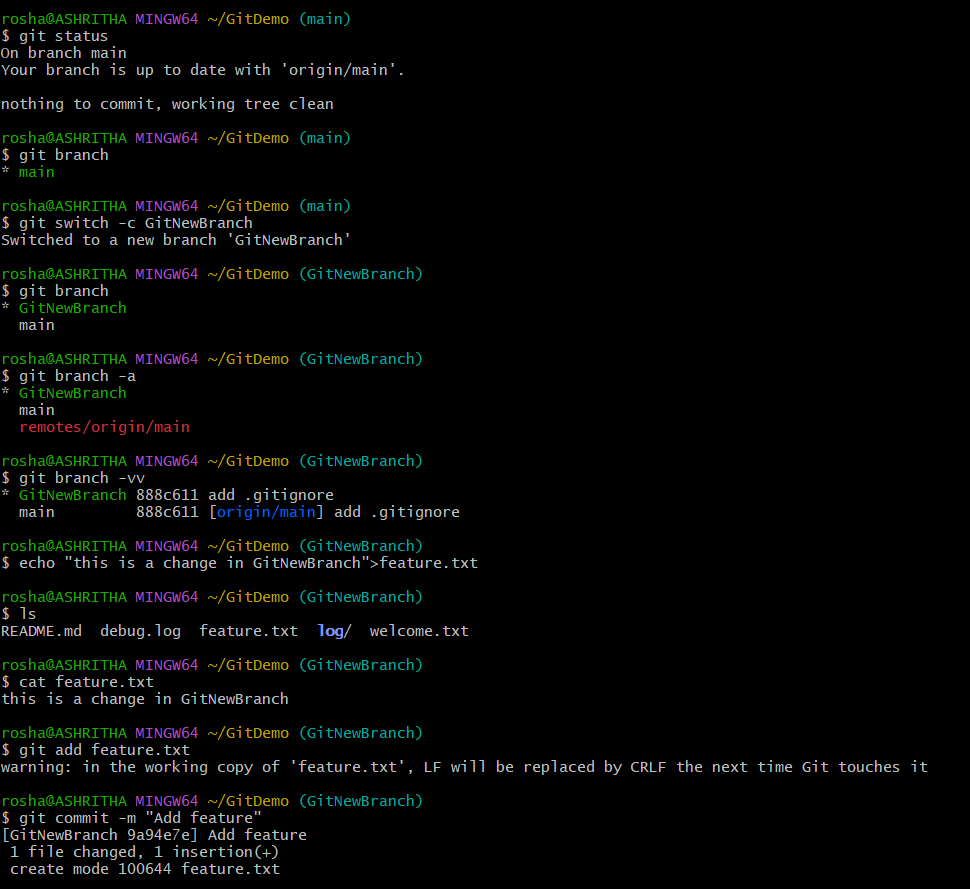 rosha@ASHRITHA MINGW64 ~/GitDemo (main)
$ git status
On branch main
Your branch is up to date with 'origin/main'.

nothing to commit, working tree clean

rosha@ASHRITHA MINGW64 ~/GitDemo (main)
$ git branch
* main

rosha@ASHRITHA MINGW64 ~/GitDemo (main)
$ git switch -c GitNewBranch
Switched to a new branch 'GitNewBranch'

rosha@ASHRITHA MINGW64 ~/GitDemo (GitNewBranch)
$ git branch
* GitNewBranch
  main

rosha@ASHRITHA MINGW64 ~/GitDemo (GitNewBranch)
$ git branch -a
* GitNewBranch
  main
  remotes/origin/main

rosha@ASHRITHA MINGW64 ~/GitDemo (GitNewBranch)
$ git branch -vv
* GitNewBranch 888c611 add .gitignore
  main         888c611 [origin/main] add .gitignore

rosha@ASHRITHA MINGW64 ~/GitDemo (GitNewBranch)
$ echo "this is a change in GitNewBranch">feature.txt

rosha@ASHRITHA MINGW64 ~/GitDemo (GitNewBranch)
$ ls
README.md  debug.log  feature.txt  log/  welcome.txt

rosha@ASHRITHA MINGW64 ~/GitDemo (GitNewBranch)
$ cat feature.txt
this is a change in GitNewBranch

rosha@ASHRITHA MINGW64 ~/GitDemo (GitNewBranch)
$ git add feature.txt
warning: in the working copy of 'feature.txt', LF will be replaced by CRLF the next time Git touches it

rosha@ASHRITHA MINGW64 ~/GitDemo (GitNewBranch)
$ git commit -m "Add feature"
[GitNewBranch 9a94e7e] Add feature
 1 file changed, 1 insertion(+)
 create mode 100644 feature.txt